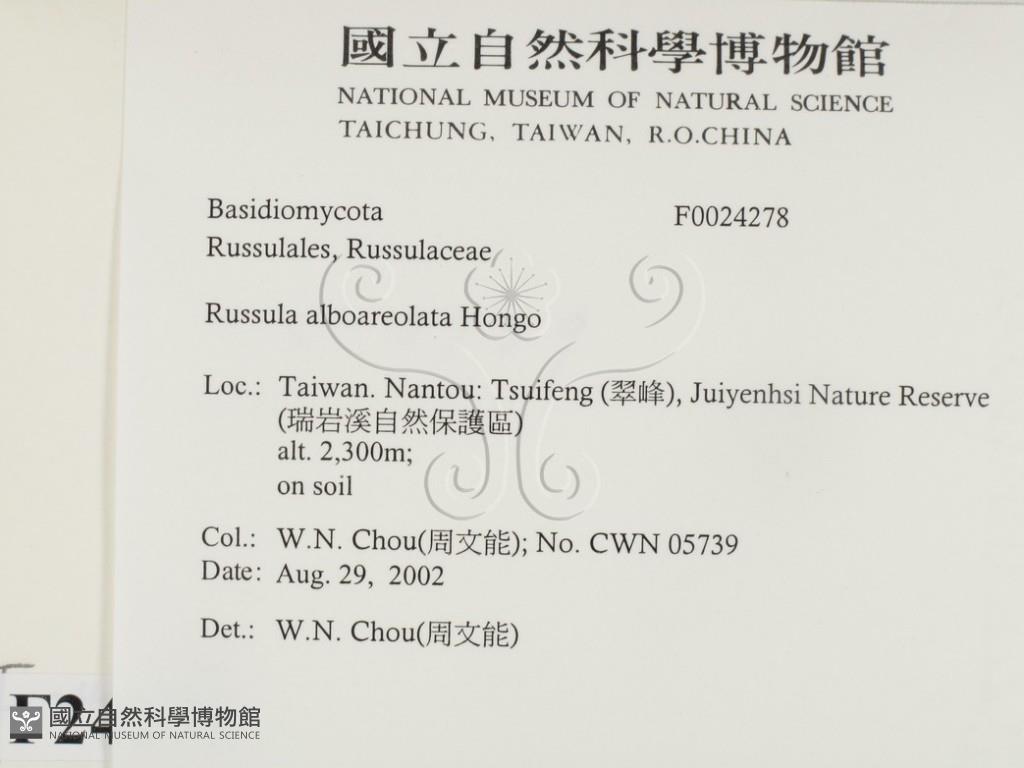 國立自然科學博物館
NATIONAL MUSEUM OF NATURAL SCIENCE
TAICHUNG, TAIWAN, R.O.CHINA
Basidiomycota F0024278
Russulales, Russulaceae
Russula alboareolata Hongo
Loc.: Taiwan. Nantou: Tsuifeng (翠峰), Juiyenhsi Nature Reserve
(瑞岩溪自然保護區)
alt. 2,300m;
on soil
Col.: W.N. Chou(周文能); No. CWN 05739
Date: Aug. 29, 2002
Det.: W.N. Chou(周文能)
F24
國立自然科學博物館
NATIONAL MUSEUM OF NATURAL SCIENCE